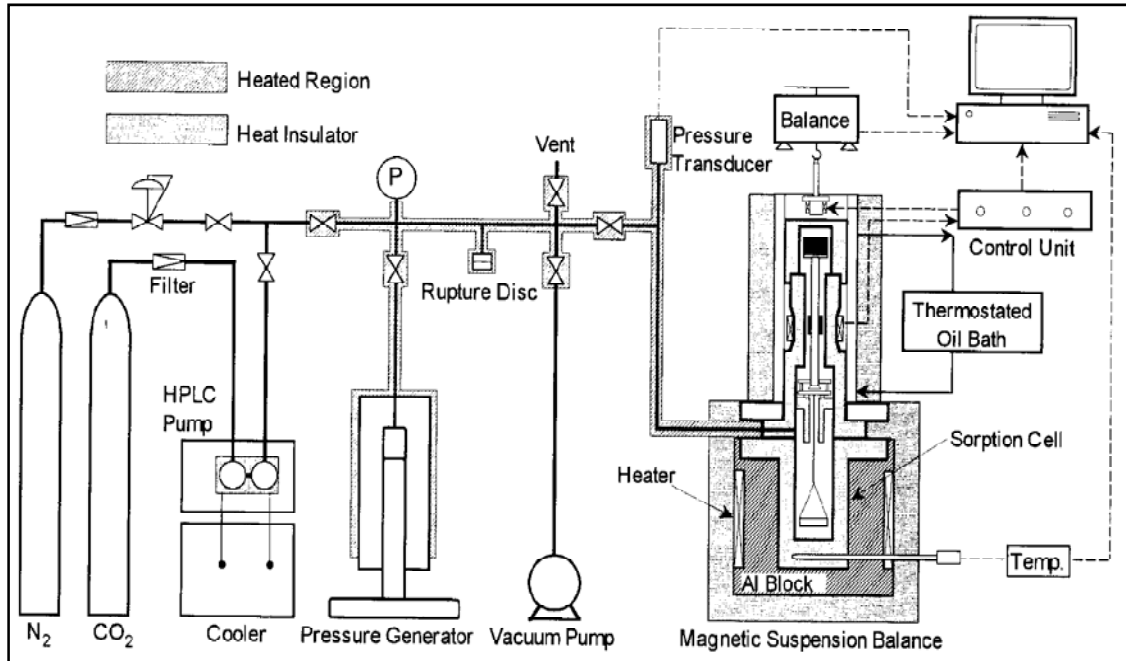 Heated Region
Heat Insulator
Balance
Pressure
Transducer
Vent
P
Control Unit
Filter
Rupture Disc
Thermostated
Oil Bath
HPLC
Pump
Sorption Cell
Heater
Temp.
Al Block
N₂
CO₂
Cooler
Pressure Generator
Vacuum Pump
Magnetic Suspension Balance